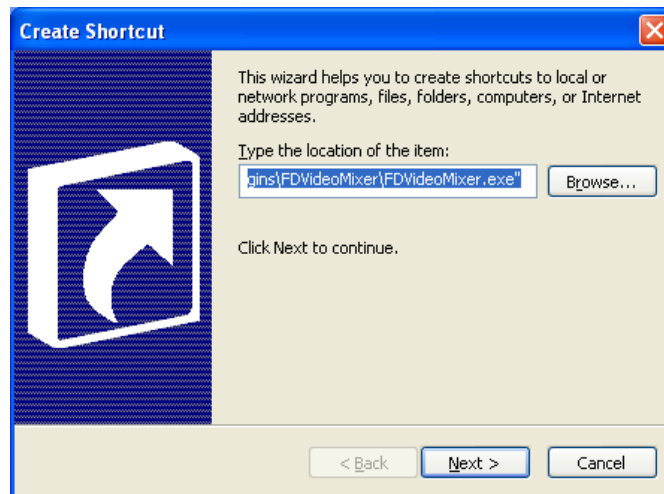 Create Shortcut
This wizard helps you to create shortcuts to local or
network programs, files, folders, computers, or Internet
addresses.
Type the location of the item:
gins\FDVideoMixer\FDVideoMixer.exe"
Browse...
Click Next to continue.
< Back
Next >
Cancel